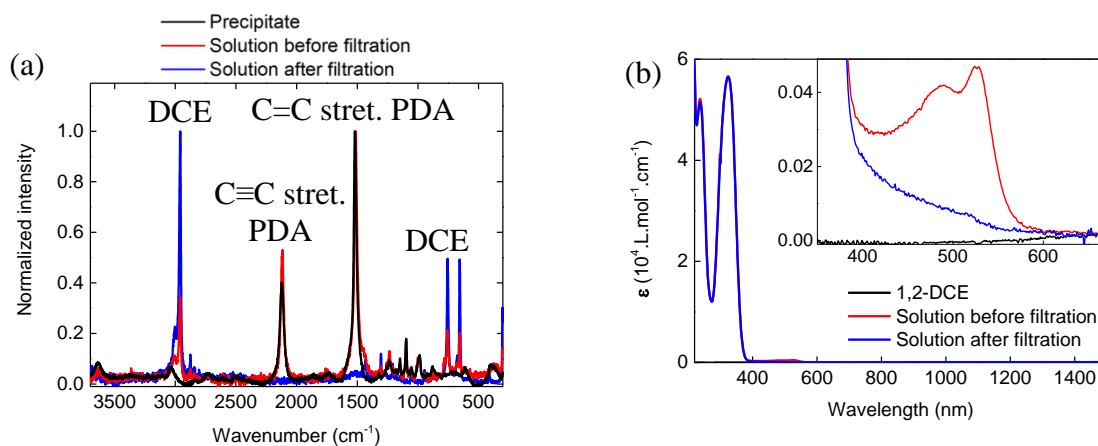 Precipitate
Solution before filtration
Solution after filtration
(a)
DCE
C=C stret. PDA
C≡C stret.
PDA
DCE
1.0
0.8
0.6
0.4
0.2
0.0
Normalized intensity
3500 3000 2500 2000 1500 1000 500
Wavenumber (cm⁻¹)
(b)
6
4
2
0
ε (10⁴.L.mol⁻¹.cm⁻¹)
0.04
0.02
0.00
400 500 600
1,2-DCE
Solution before filtration
Solution after filtration
400 600 800 1000 1200 1400
Wavelength (nm)